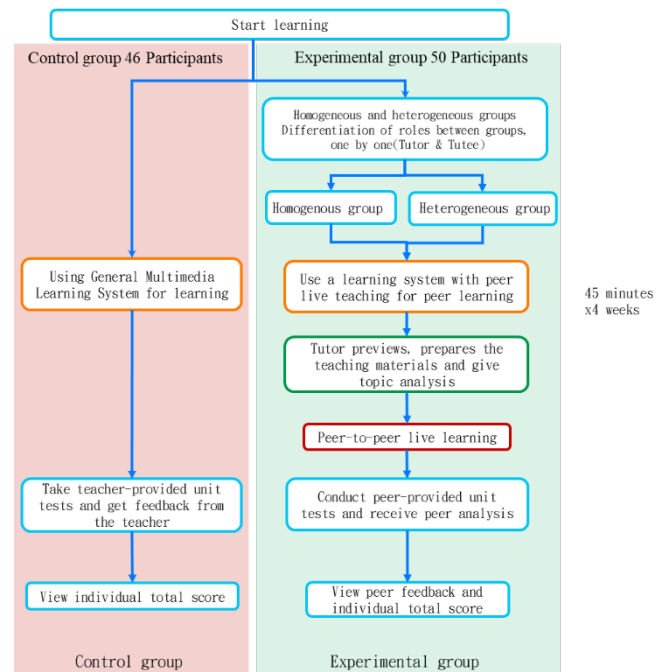 Start learning
Control group 46 Participants
Experimental group 50 Participants
Homogeneous and heterogeneous groups
Differentiation of roles between groups,
one by one(Tutor & Tutee)
Homogenous group
Heterogeneous group
Using General Multimedia
Learning System for learning
Use a learning system with peer
live teaching for peer learning
45 minutes
x4 weeks
Tutor previews, prepares the
teaching materials and give
topic analysis
Peer-to-peer live learning
Take teacher-provided unit
tests and get feedback from
the teacher
Conduct peer-provided unit
tests and receive peer analysis
View individual total score
View peer feedback and
individual total score
Control group
Experimental group